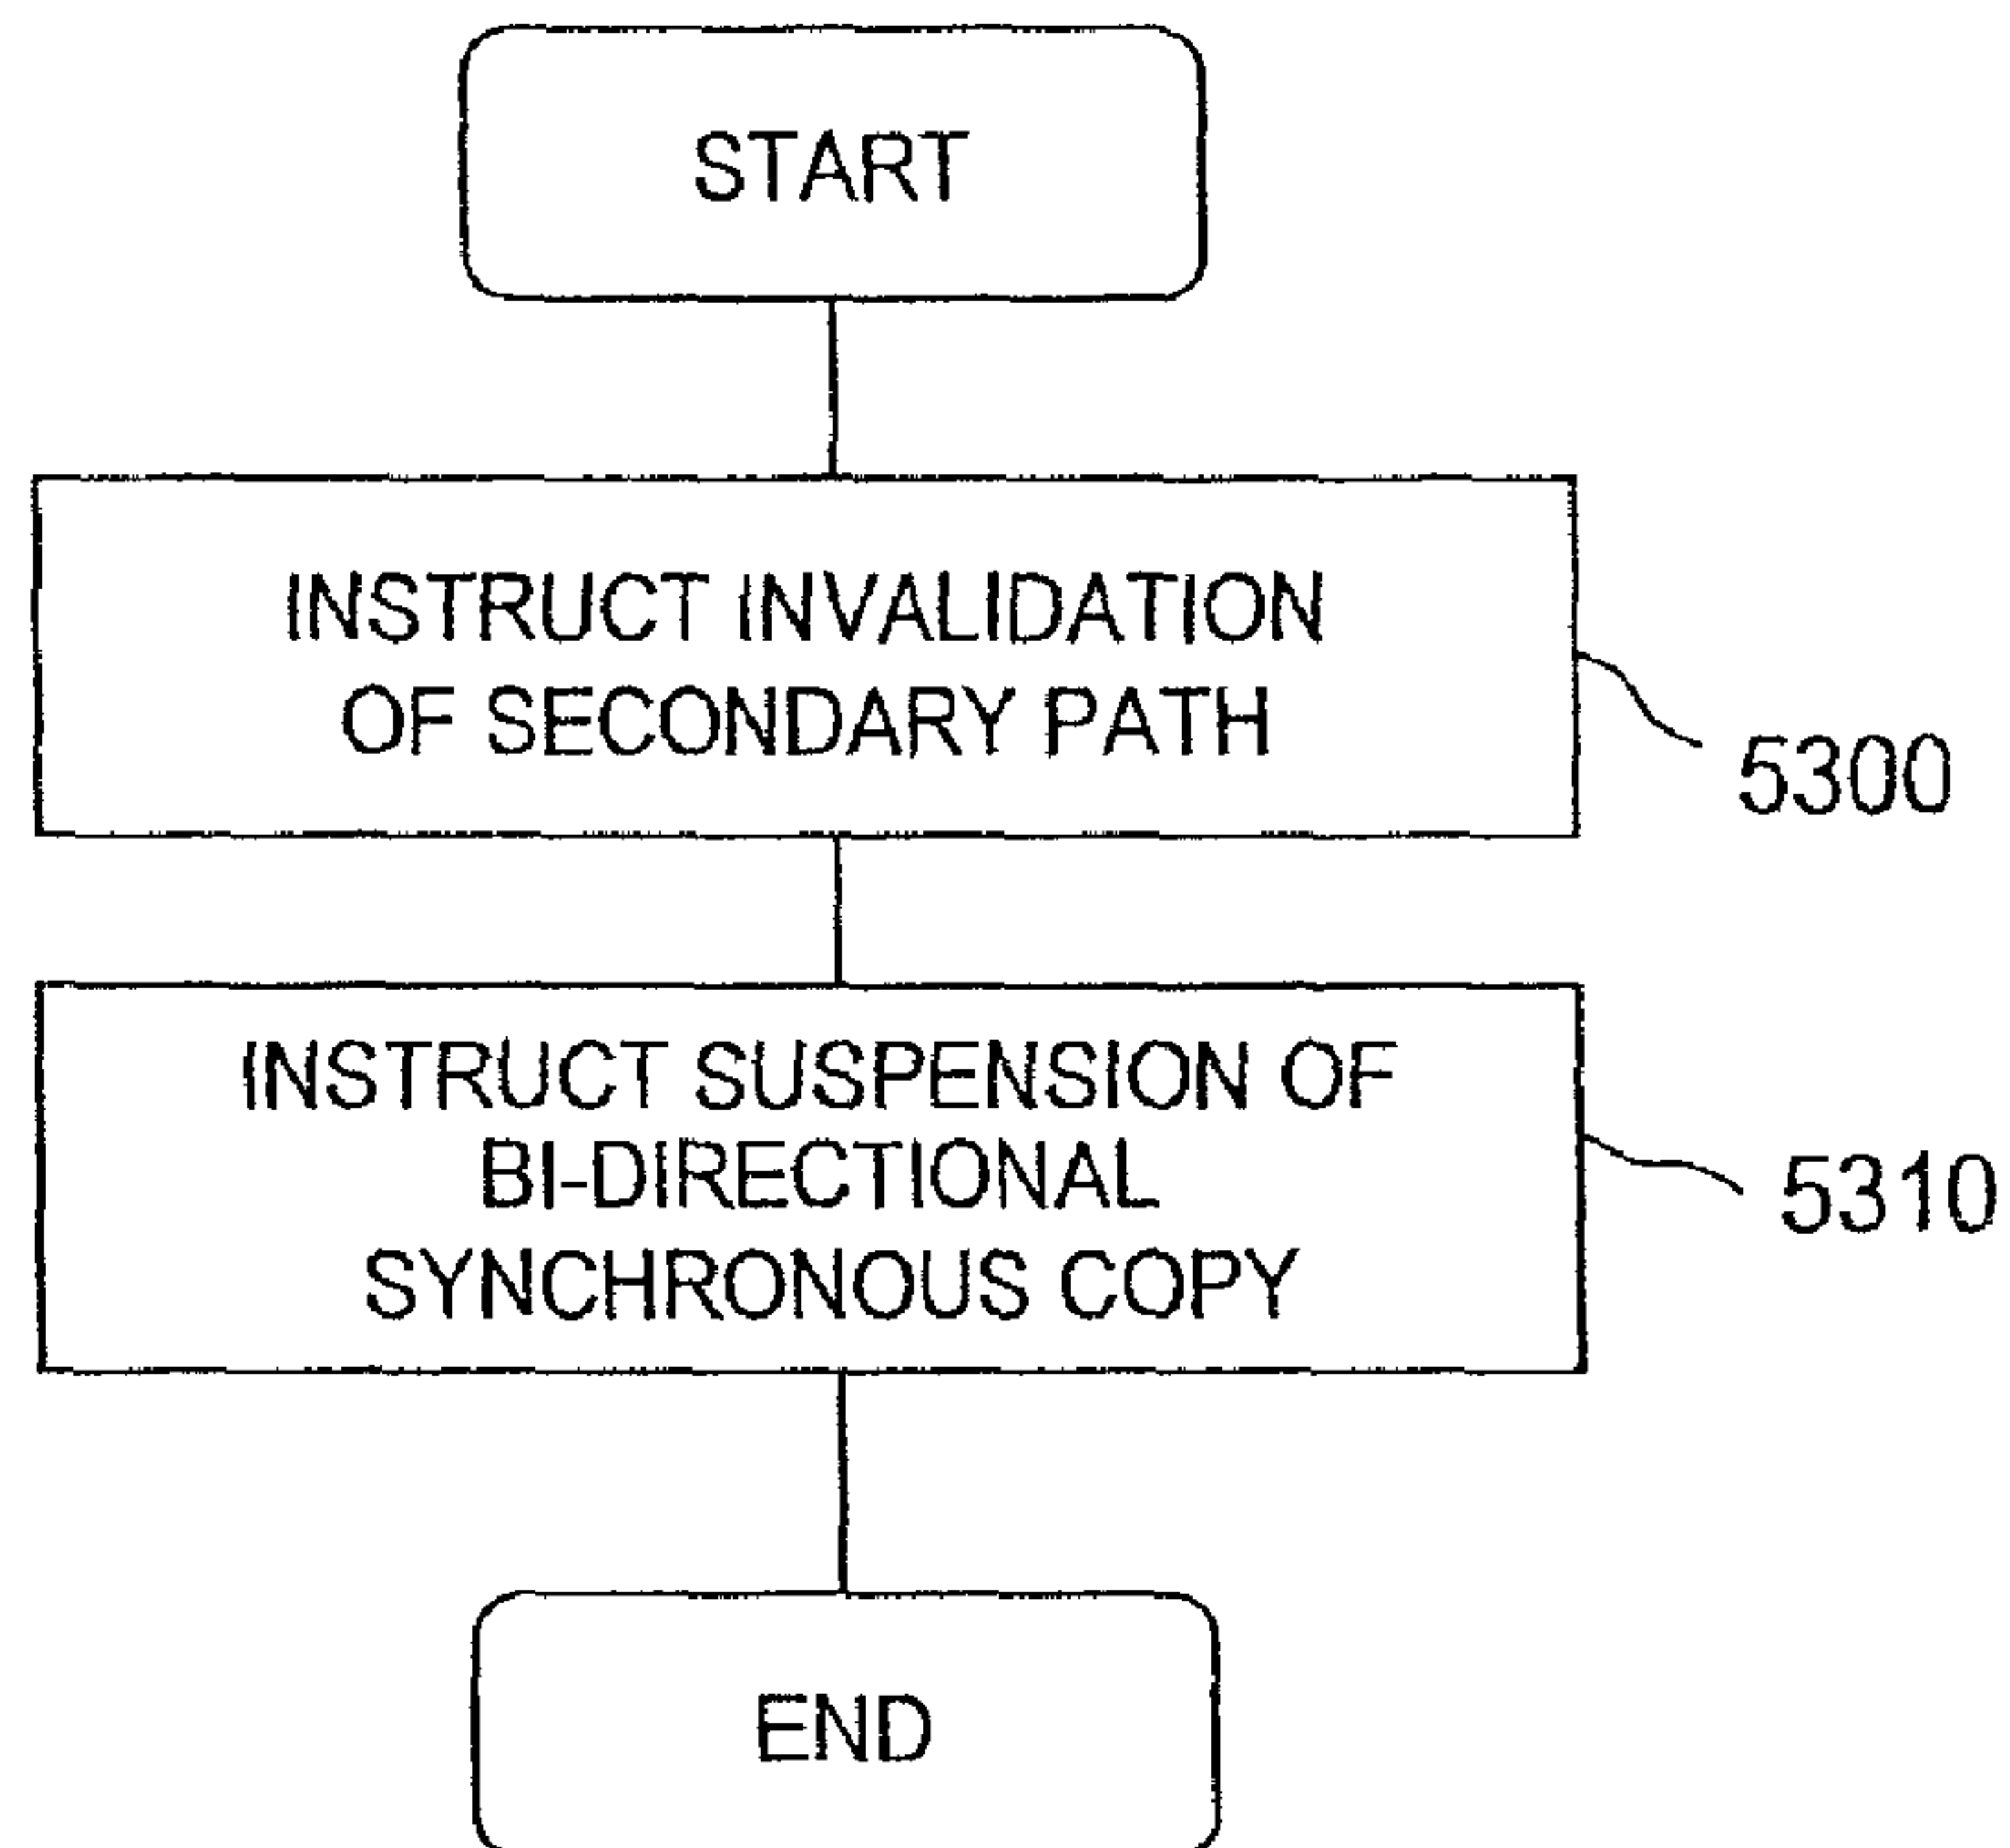 START
INSTRUCT INVALIDATION
OF SECONDARY PATH
5300
INSTRUCT SUSPENSION OF
BI-DIRECTIONAL
SYNCHRONOUS COPY
5310
END